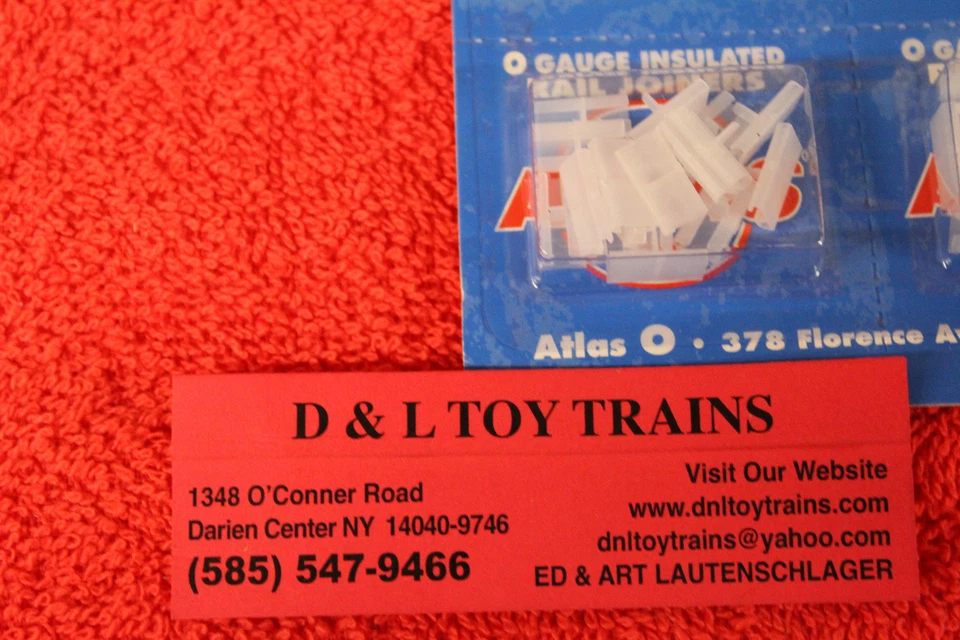 O GAUGE INSULATED
RAIL JOINERS
O GA
Atlas O • 378 Florence Av
D & L TOY TRAINS
1348 O'Conner Road
Darien Center NY 14040-9746
(585) 547-9466
Visit Our Website
www.dnltoytrains.com
dnltoytrains@yahoo.com
ED & ART LAUTENSCHLAGER